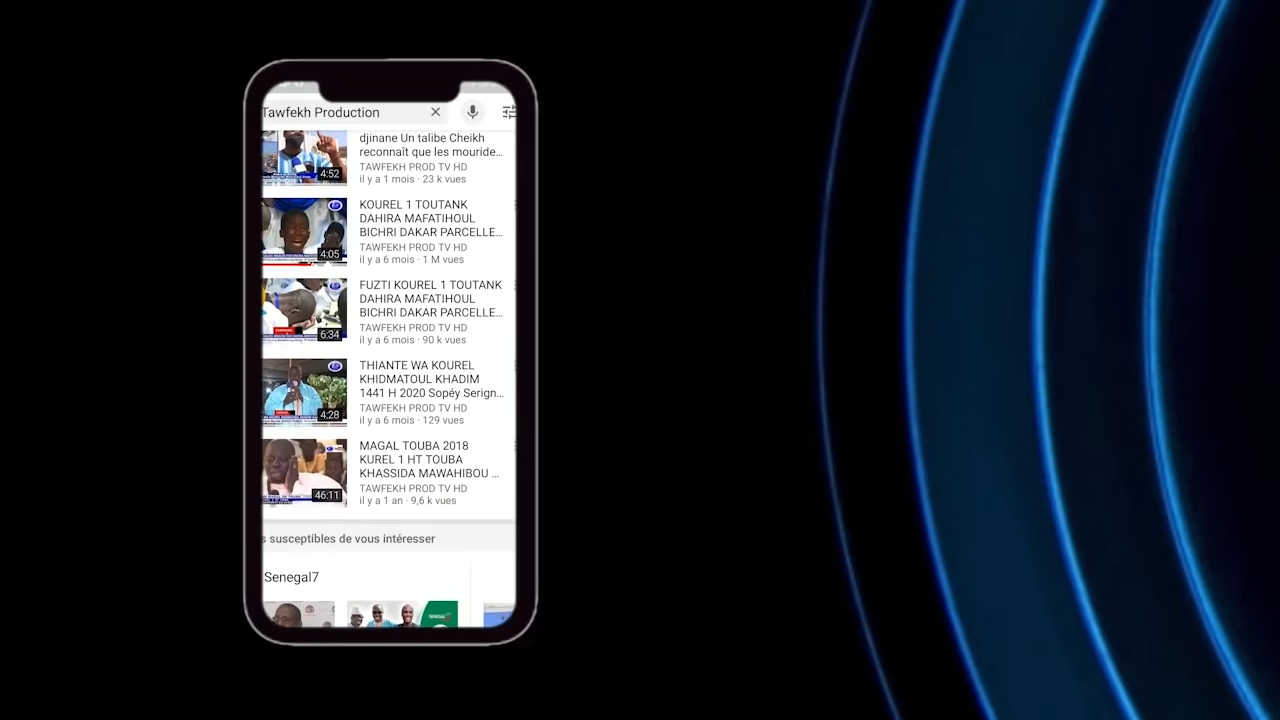 Tawfekh Production
djinane Un talibe Cheikh
reconnaît que les mouride...
TAWFEKH PROD TV HD
il y a 1 mois · 23 k vues
4:52
KOUREL 1 TOUTANK
DAHIRA MAFATIHOUL
BICHRI DAKAR PARCELLE...
TAWFEKH PROD TV HD
il y a 6 mois · 1 M vues
4:05
FUZTI KOUREL 1 TOUTANK
DAHIRA MAFATIHOUL
BICHRI DAKAR PARCELLE...
TAWFEKH PROD TV HD
il y a 6 mois · 90 k vues
6:34
THIANTE WA KOUREL
KHIDMATOUL KHADIM
1441 H 2020 Sopéy Serign...
TAWFEKH PROD TV HD
il y a 6 mois · 129 vues
4:28
MAGAL TOUBA 2018
KUREL 1 HT TOUBA
KHASSIDA MAWAHIBOU ...
TAWFEKH PROD TV HD
il y a 1 an · 9,6 k vues
46:11
s susceptibles de vous intéresser
Senegal7